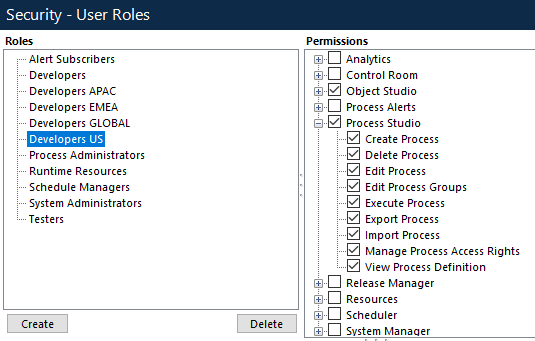 Security - User Roles
Roles
Alert Subscribers
Developers
Developers APAC
Developers EMEA
Developers GLOBAL
Developers US
Process Administrators
Runtime Resources
Schedule Managers
System Administrators
Testers
Create
Delete
Permissions
Analytics
Control Room
Object Studio
Process Alerts
Process Studio
Create Process
Delete Process
Edit Process
Edit Process Groups
Execute Process
Export Process
Import Process
Manage Process Access Rights
View Process Definition
Release Manager
Resources
Scheduler
System Manager